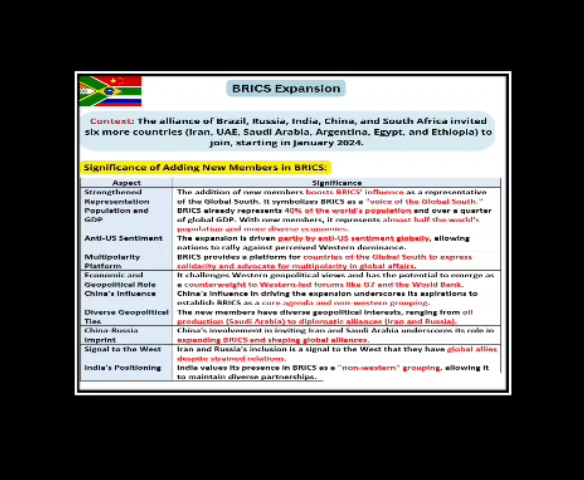 BRICS Expansion
Context: The alliance of Brazil, Russia, India, China, and South Africa invited
six more countries (Iran, UAE, Saudi Arabia, Argentina, Egypt, and Ethiopia) to
join, starting in January 2024.
Significance of Adding New Members in BRICS:
Aspect Significance
Strengthened The addition of new members boosts BRICS' influence as a representative
Representation of the Global South. It symbolizes BRICS as a "voice of the Global South."
Population and BRICS already represents 40% of the world's population and over a quarter
GDP of global GDP. With new members, it represents almost half the world's
population and more diverse economies.
Anti-US Sentiment The expansion is driven partly by anti-US sentiment globally, allowing
nations to rally against perceived Western dominance.
Multipolarity BRICS provides a platform for countries of the Global South to express
Platform solidarity and advocate for multipolarity in global affairs.
Economic and It challenges Western geopolitical views and has the potential to emerge as
Geopolitical Role a counterweight to Western-led forums like G7 and the World Bank.
China's Influence China's influence in driving the expansion underscores its aspirations to
establish BRICS as a core agenda and non-western grouping.
Diverse Geopolitical The new members have diverse geopolitical interests, ranging from oil
Ties production (Saudi Arabia) to diplomatic alliances (Iran and Russia).
China-Russia China's involvement in inviting Iran and Saudi Arabia underscores its role in
Imprint expanding BRICS and shaping global alliances.
Signal to the West Iran and Russia's inclusion is a signal to the West that they have global allies
despite strained relations.
India's Positioning India values its presence in BRICS as a "non-western" grouping, allowing it
to maintain diverse partnerships.